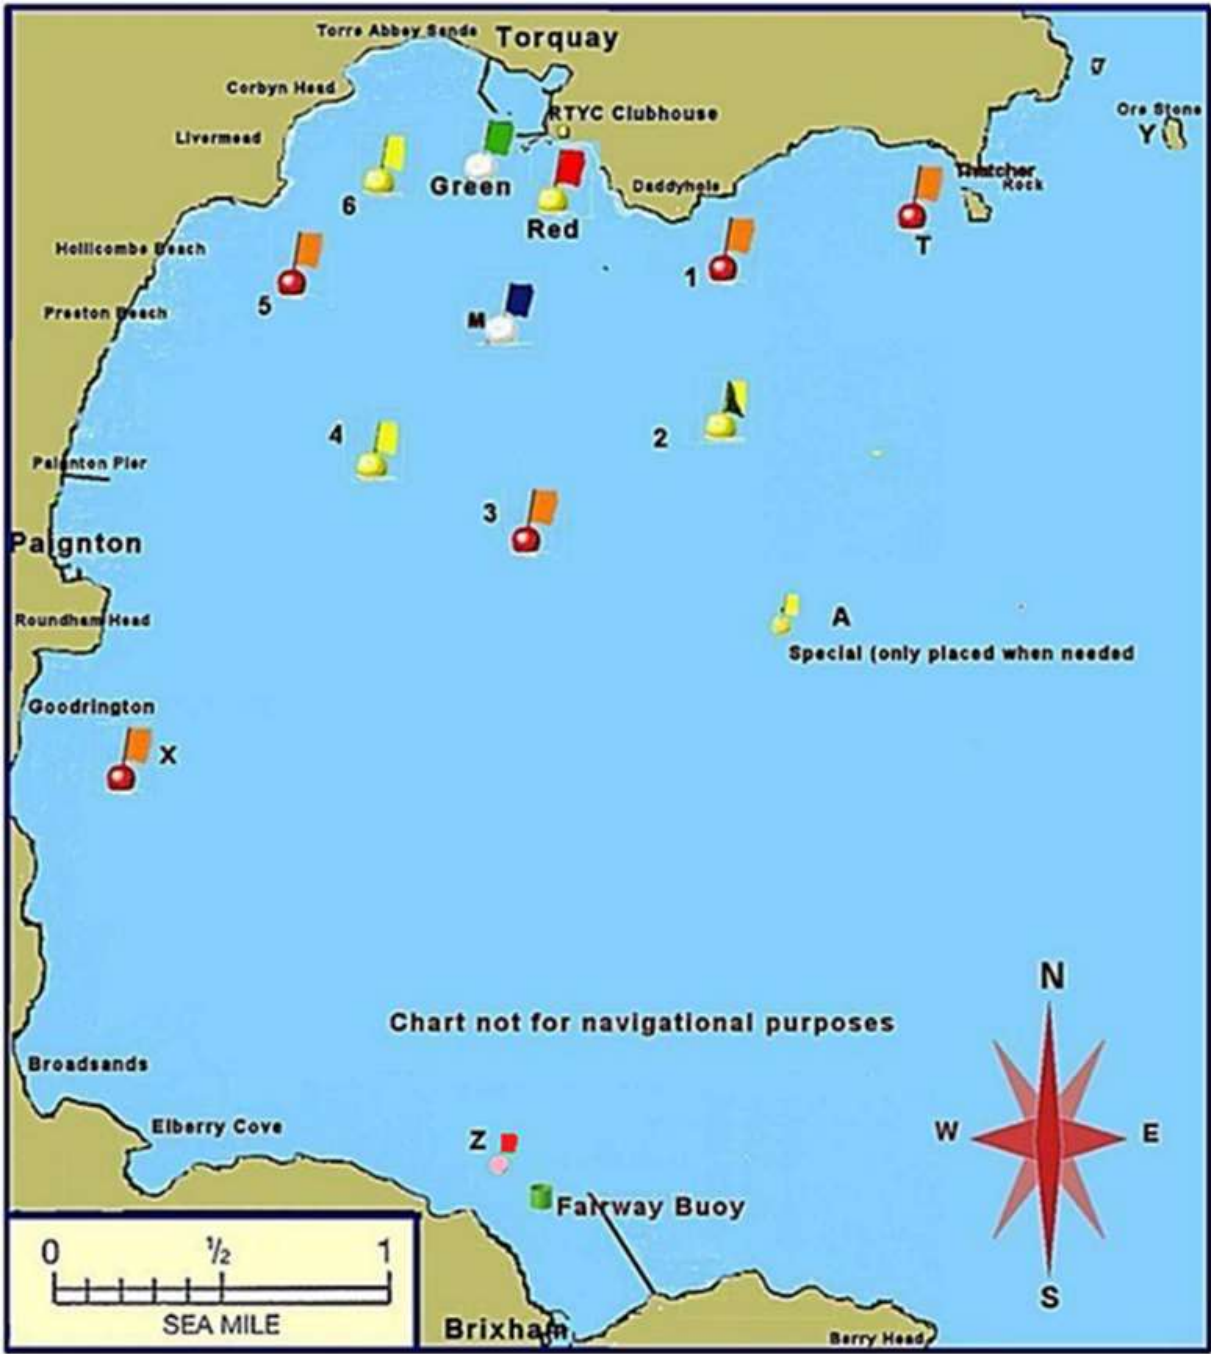 Torre Abbey Sands
Torquay
Corbyn Head
Livermead
RTYC Clubhouse
Ore Stone
Y
Green
6
Red
Daddyhole
Thatcher
Rock
T
Hollicombe Beach
5
1
Preston Beach
M
4
2
Paignton Pier
3
Paignton
Roundham Head
A
Special (only placed when needed
Goodrington
X
N
Chart not for navigational purposes
Broadsands
Elberry Cove
W
E
Z
Fairway Buoy
S
0 ½ 1
SEA MILE
Brixham
Berry Head